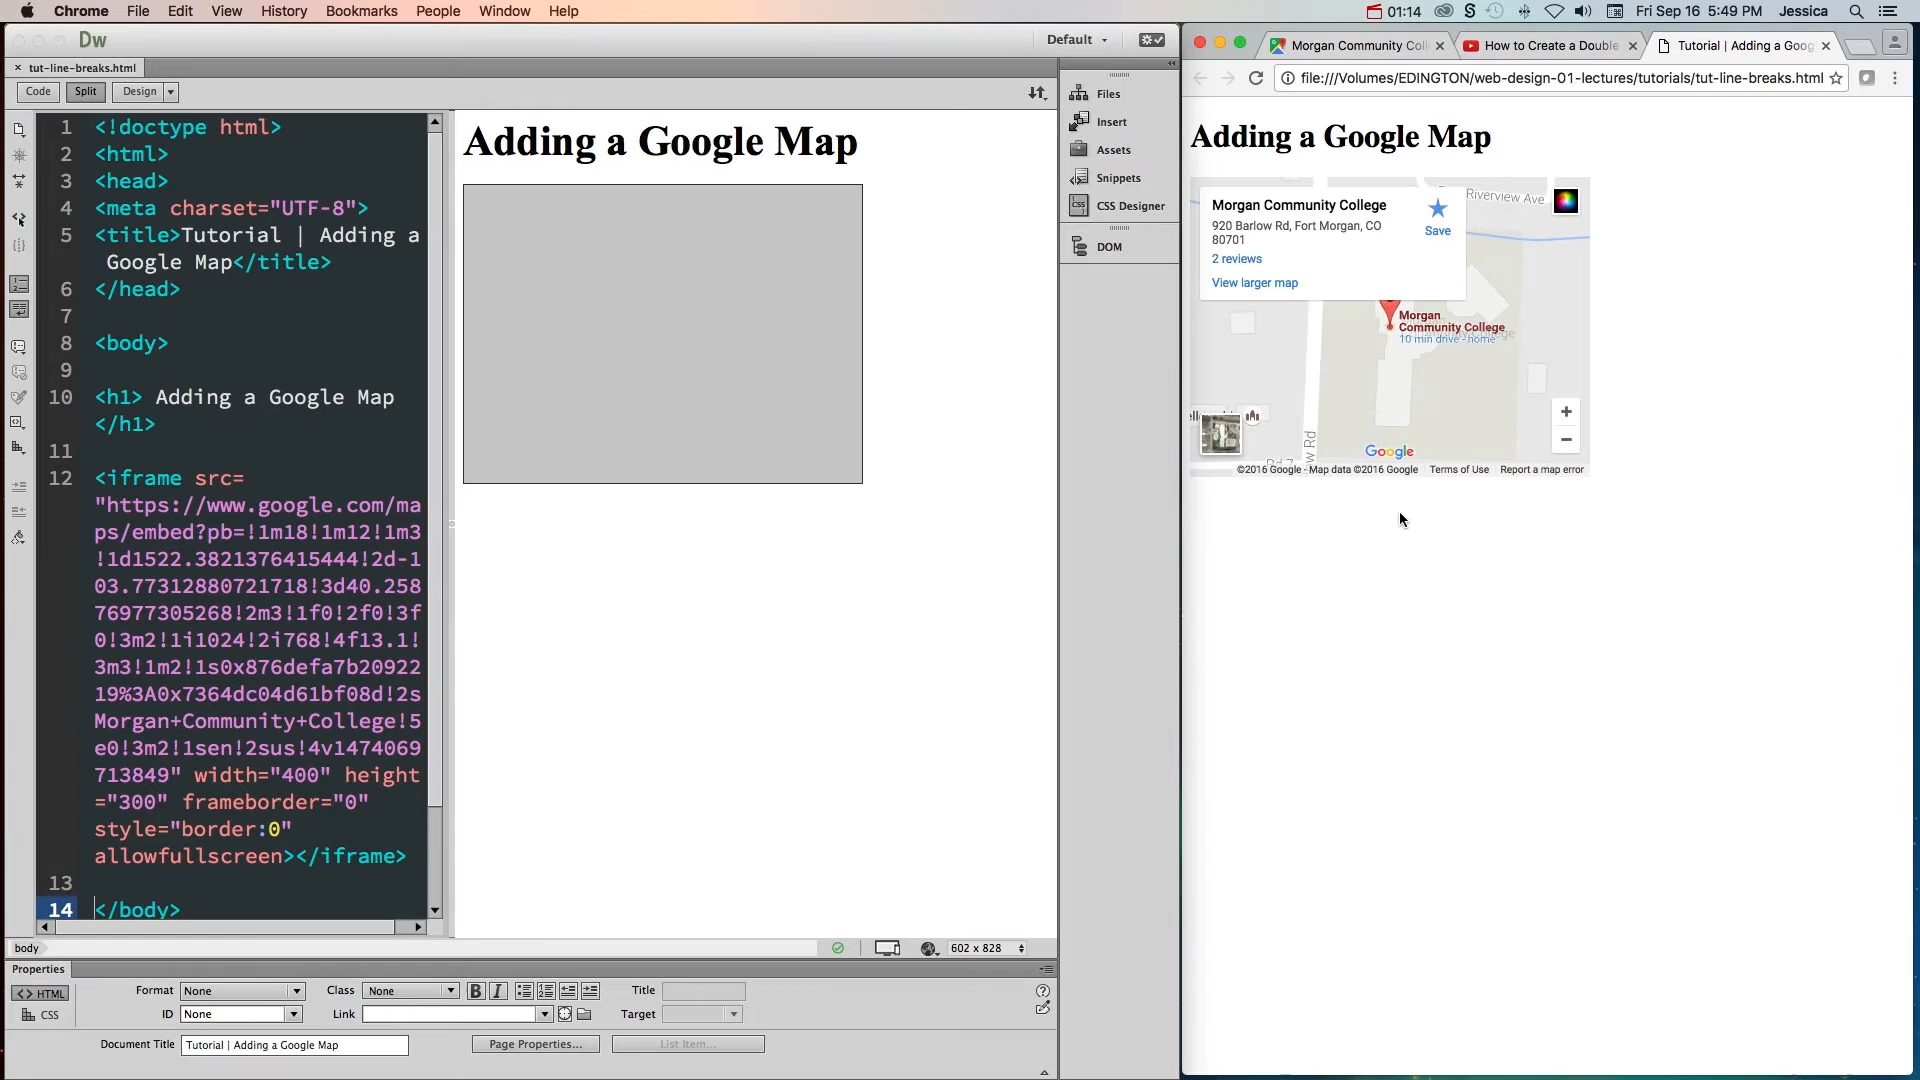 Chrome File Edit View History Bookmarks People Window Help
01:14 Fri Sep 16 5:49 PM Jessica
Dw
Default
tut-line-breaks.html
Code Split Design
1 <!doctype html>
2 <html>
3 <head>
4 <meta charset="UTF-8">
5 <title>Tutorial | Adding a
Google Map</title>
6 </head>
7
8 <body>
9
10 <h1> Adding a Google Map
</h1>
11
12 <iframe src=
"https://www.google.com/ma
ps/embed?pb=!1m18!1m12!1m3
!1d1522.3821376415444!2d-1
03.77312880721718!3d40.258
76977305268!2m3!1f0!2f0!3f
0!3m2!1i1024!2i768!4f13.1!
3m3!1m2!1s0x876defa7b20922
19%3A0x7364dc04d61bf08d!2s
Morgan+Community+College!5
e0!3m2!1sen!2sus!4v1474069
713849" width="400" height
="300" frameborder="0"
style="border:0"
allowfullscreen></iframe>
13
14 </body>
Adding a Google Map
Files
Insert
Assets
Snippets
CSS Designer
DOM
body
602 x 828
Properties
HTML
CSS
Format None Class None B I Title
ID None Link Target
Document Title Tutorial | Adding a Google Map Page Properties... List Item...
Morgan Community Coll How to Create a Double Tutorial | Adding a Goog
file:///Volumes/EDINGTON/web-design-01-lectures/tutorials/tut-line-breaks.html
Adding a Google Map
Morgan Community College
920 Barlow Rd, Fort Morgan, CO
80701
2 reviews
View larger map
Save
Riverview Ave
Morgan
Community College
10 min drive - home
Google
©2016 Google - Map data ©2016 Google Terms of Use Report a map error